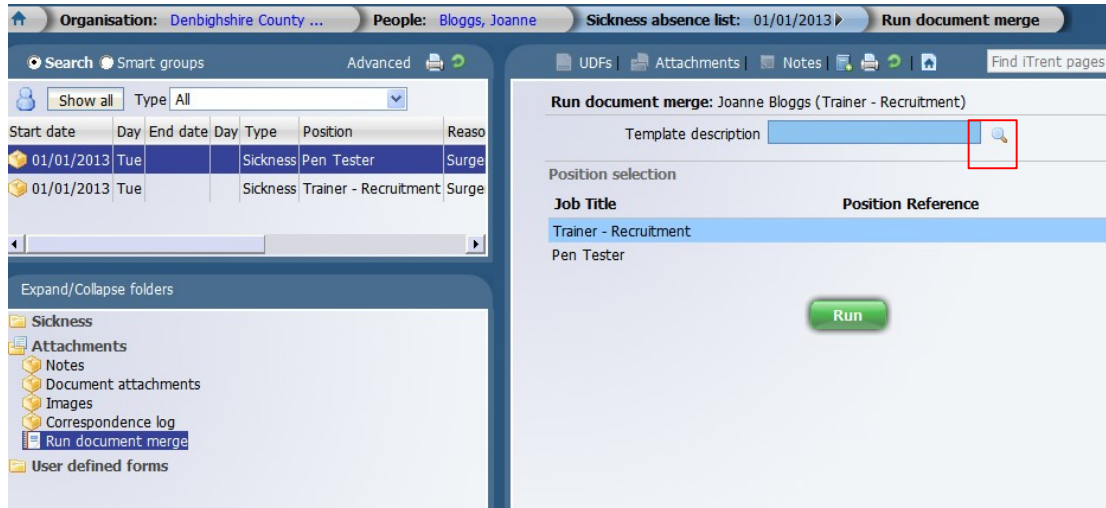 Organisation: Denbighshire County ... People: Bloggs, Joanne Sickness absence list: 01/01/2013 Run document merge
Search Smart groups Advanced
Show all Type All
Start date Day End date Day Type Position Reaso
01/01/2013 Tue Sickness Pen Tester Surge
01/01/2013 Tue Sickness Trainer - Recruitment Surge
Expand/Collapse folders
Sickness
Attachments
Notes
Document attachments
Images
Correspondence log
Run document merge
User defined forms
UDFs | Attachments | Notes | | Find iTrent pages
Run document merge: Joanne Bloggs (Trainer - Recruitment)
Template description
Position selection
Job Title Position Reference
Trainer - Recruitment
Pen Tester
Run